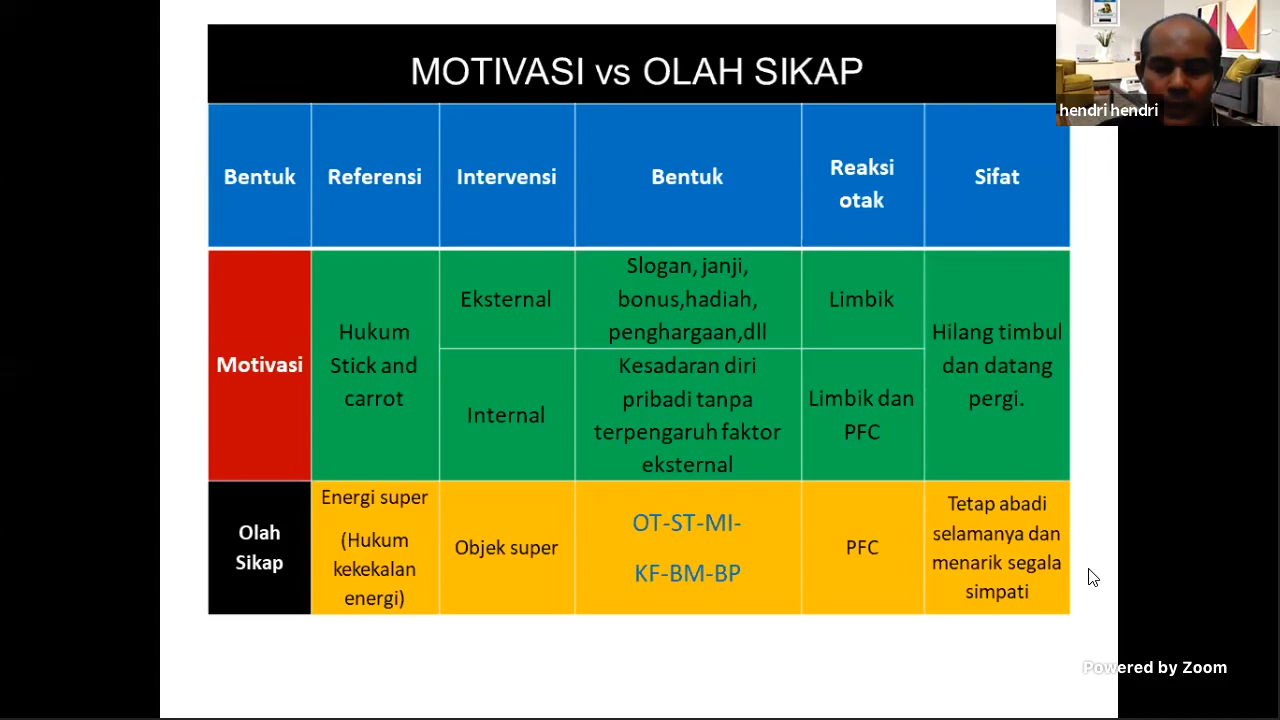 MOTIVASI vs OLAH SIKAP
hendri hendri
Bentuk
Referensi
Intervensi
Bentuk
Reaksi
otak
Sifat
Motivasi
Hukum
Stick and
carrot
Eksternal
Slogan, janji,
bonus,hadiah,
penghargaan,dll
Limbik
Hilang timbul
dan datang
pergi.
Internal
Kesadaran diri
pribadi tanpa
terpengaruh faktor
eksternal
Limbik dan
PFC
Olah
Sikap
Energi super
(Hukum
kekekalan
energi)
Objek super
OT-ST-MI-
KF-BM-BP
PFC
Tetap abadi
selamanya dan
menarik segala
simpati
Powered by Zoom